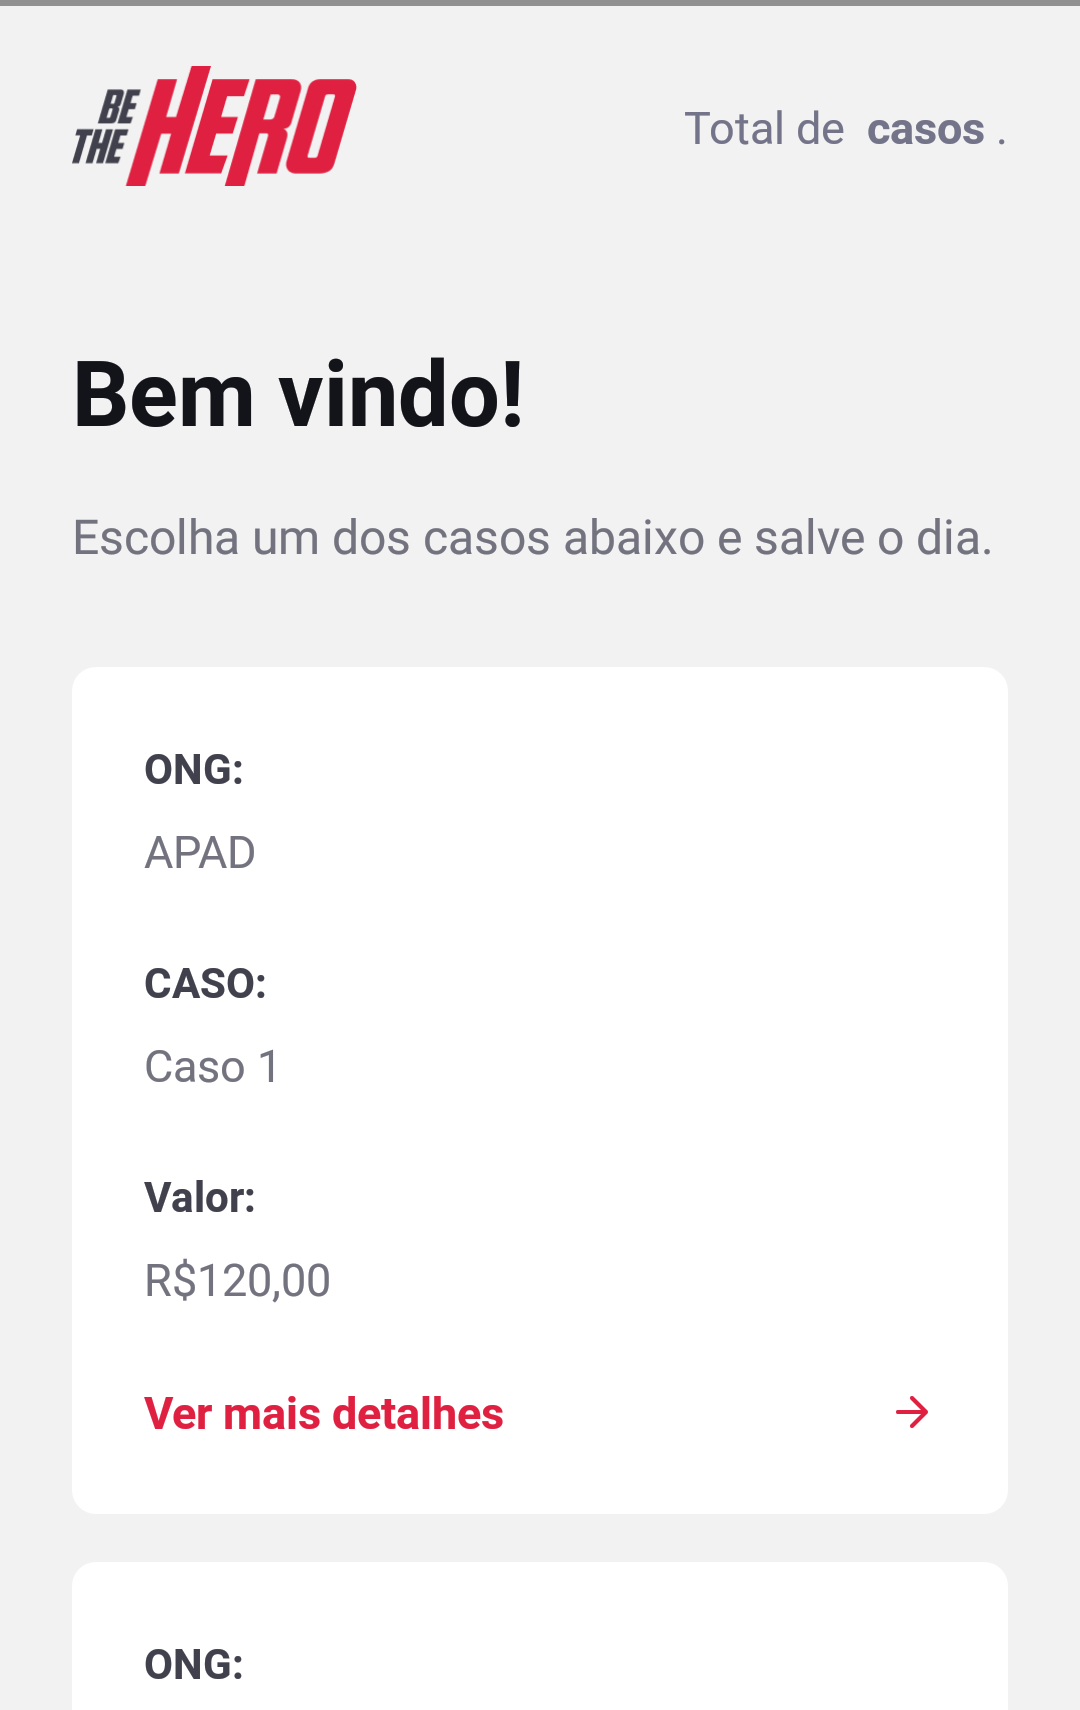 BE THE HERO
Total de casos .
Bem vindo!
Escolha um dos casos abaixo e salve o dia.
ONG:
APAD
CASO:
Caso 1
Valor:
R$120,00
Ver mais detalhes
ONG: